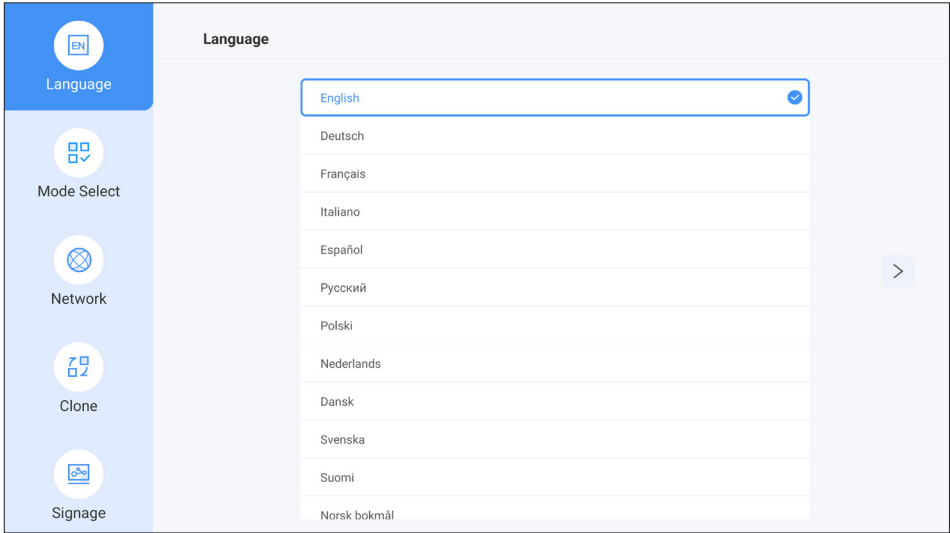 EN
Language
Mode Select
Network
Clone
Signage
Language
English
Deutsch
Français
Italiano
Español
Русский
Polski
Nederlands
Dansk
Svenska
Suomi
Norsk bokmål